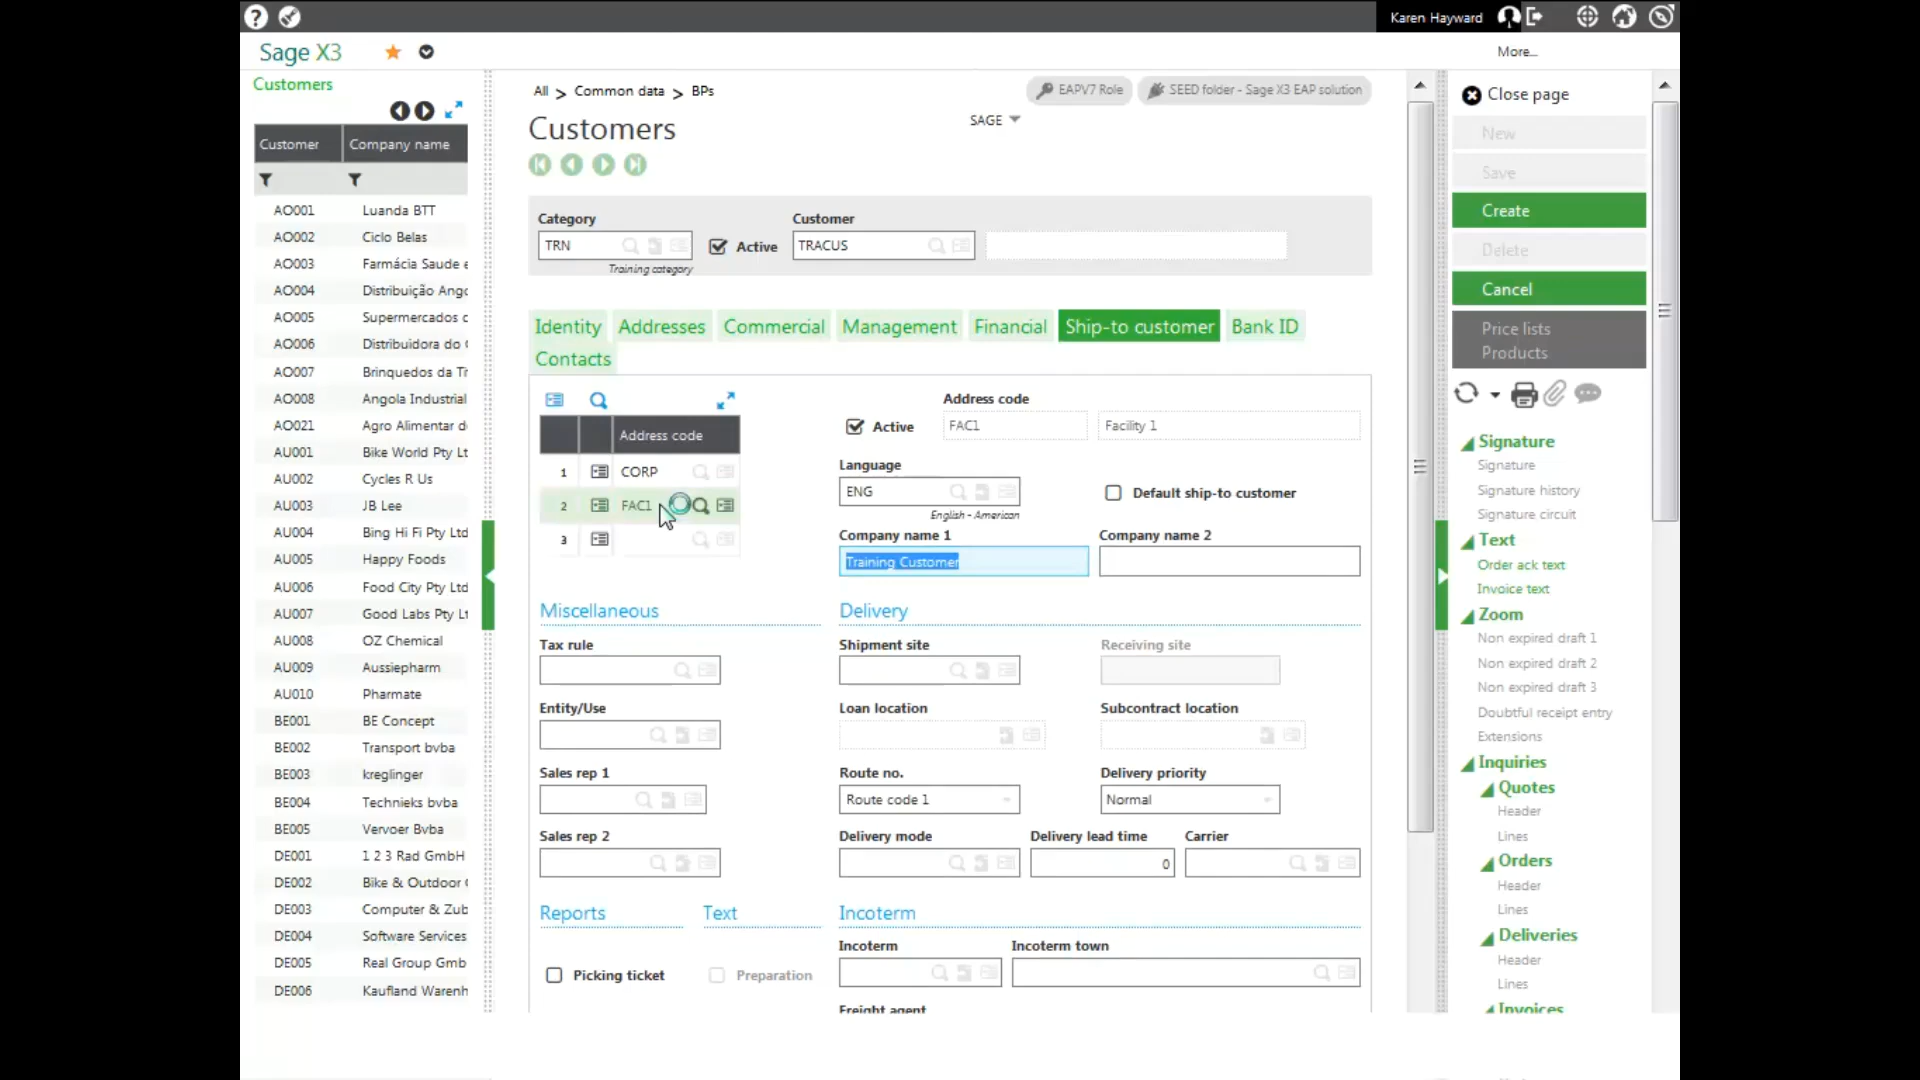 Karen Hayward
Sage X3
More...
Customers
Customer Company name
AO001 Luanda BTT
AO002 Ciclo Belas
AO003 Farmácia Saude e
AO004 Distribuição Ango
AO005 Supermercados c
AO006 Distribuidora do
AO007 Brinquedos da Tr
AO008 Angola Industrial
AO021 Agro Alimentar d
AU001 Bike World Pty Lt
AU002 Cycles R Us
AU003 JB Lee
AU004 Bing Hi Fi Pty Ltd
AU005 Happy Foods
AU006 Food City Pty Ltd
AU007 Good Labs Pty Lt
AU008 OZ Chemical
AU009 Aussiepharm
AU010 Pharmate
BE001 BE Concept
BE002 Transport bvba
BE003 kreglinger
BE004 Technieks bvba
BE005 Vervoer Bvba
DE001 1 2 3 Rad GmbH
DE002 Bike & Outdoor
DE003 Computer & Zub
DE004 Software Services
DE005 Real Group Gmb
DE006 Kaufland Warenh
All > Common data > BPs
EAPV7 Role
SEED folder - Sage X3 EAP solution
Customers
SAGE
Category
TRN
Training category
Active
Customer
TRACUS
Identity Addresses Commercial Management Financial Ship-to customer Bank ID
Contacts
Address code
1 CORP
2 FAC1
3
Active
Address code
FAC1 Facility 1
Language
ENG
English - American
Default ship-to customer
Company name 1 Company name 2
Training Customer
Miscellaneous
Tax rule
Entity/Use
Sales rep 1
Sales rep 2
Delivery
Shipment site Receiving site
Loan location Subcontract location
Route no. Delivery priority
Route code 1 Normal
Delivery mode Delivery lead time Carrier
0
Reports Text
Picking ticket Preparation
Incoterm
Incoterm Incoterm town
Freight agent
Close page
New
Save
Create
Delete
Cancel
Price lists
Products
Signature
Signature
Signature history
Signature circuit
Text
Order ack text
Invoice text
Zoom
Non expired draft 1
Non expired draft 2
Non expired draft 3
Doubtful receipt entry
Extensions
Inquiries
Quotes
Header
Lines
Orders
Header
Lines
Deliveries
Header
Lines
Invoices